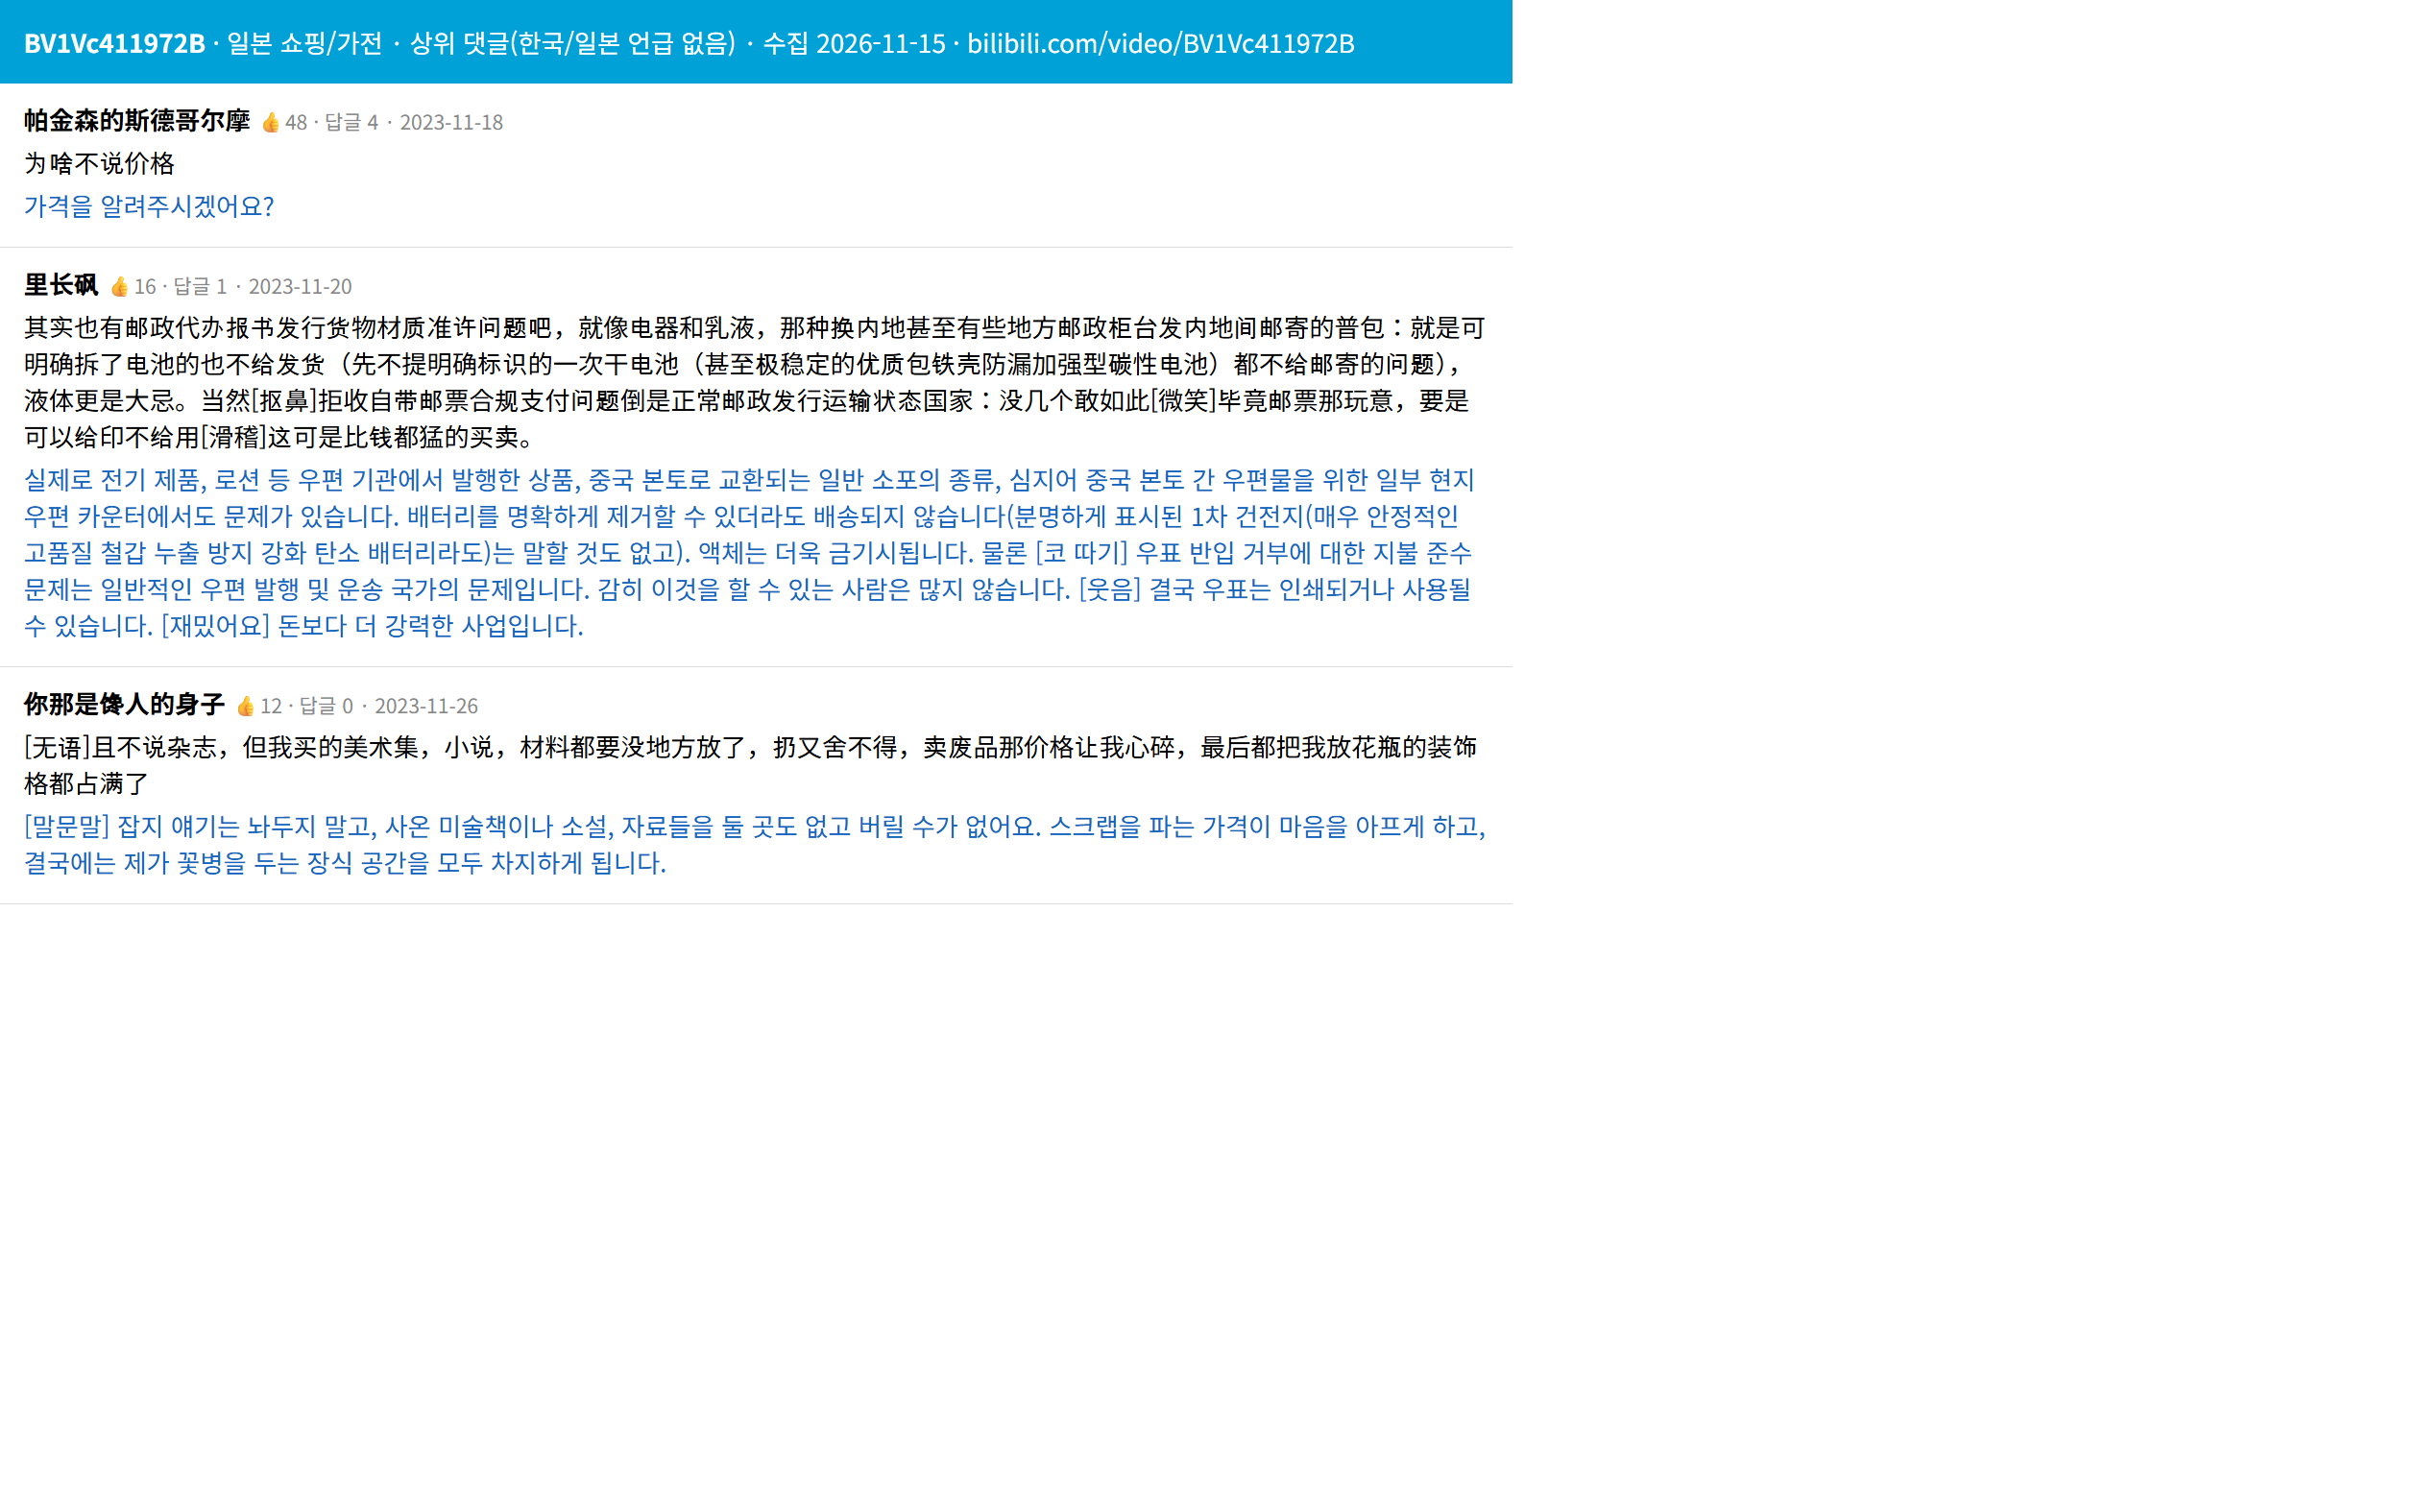 BV1Vc411972B · 일본 쇼핑/가전 · 상위 댓글(한국/일본 언급 없음) · 수집 2026-11-15 · bilibili.com/video/BV1Vc411972B
帕金森的斯德哥尔摩 👍 48 · 답글 4 · 2023-11-18
为啥不说价格
가격을 알려주시겠어요?
里长砜 👍 16 · 답글 1 · 2023-11-20
其实也有邮政代办报书发行货物材质准许问题吧，就像电器和乳液，那种换内地甚至有些地方邮政柜台发内地间邮寄的普包：就是可
明确拆了电池的也不给发货（先不提明确标识的一次干电池（甚至极稳定的优质包铁壳防漏加强型碳性电池）都不给邮寄的问题），
液体更是大忌。当然[抠鼻]拒收自带邮票合规支付问题倒是正常邮政发行运输状态国家：没几个敢如此[微笑]毕竟邮票那玩意，要是
可以给印不给用[滑稽]这可是比钱都猛的买卖。
실제로 전기 제품, 로션 등 우편 기관에서 발행한 상품, 중국 본토로 교환되는 일반 소포의 종류, 심지어 중국 본토 간 우편물을 위한 일부 현지
우편 카운터에서도 문제가 있습니다. 배터리를 명확하게 제거할 수 있더라도 배송되지 않습니다(분명하게 표시된 1차 건전지(매우 안정적인
고품질 철갑 누출 방지 강화 탄소 배터리라도)는 말할 것도 없고). 액체는 더욱 금기시됩니다. 물론 [코 따기] 우표 반입 거부에 대한 지불 준수
문제는 일반적인 우편 발행 및 운송 국가의 문제입니다. 감히 이것을 할 수 있는 사람은 많지 않습니다. [웃음] 결국 우표는 인쇄되거나 사용될
수 있습니다. [재밌어요] 돈보다 더 강력한 사업입니다.
你那是馋人的身子 👍 12 · 답글 0 · 2023-11-26
[无语]且不说杂志，但我买的美术集，小说，材料都要没地方放了，扔又舍不得，卖废品那价格让我心碎，最后都把我放花瓶的装饰
格都占满了
[말문말] 잡지 얘기는 놔두지 말고, 사온 미술책이나 소설, 자료들을 둘 곳도 없고 버릴 수가 없어요. 스크랩을 파는 가격이 마음을 아프게 하고,
결국에는 제가 꽃병을 두는 장식 공간을 모두 차지하게 됩니다.